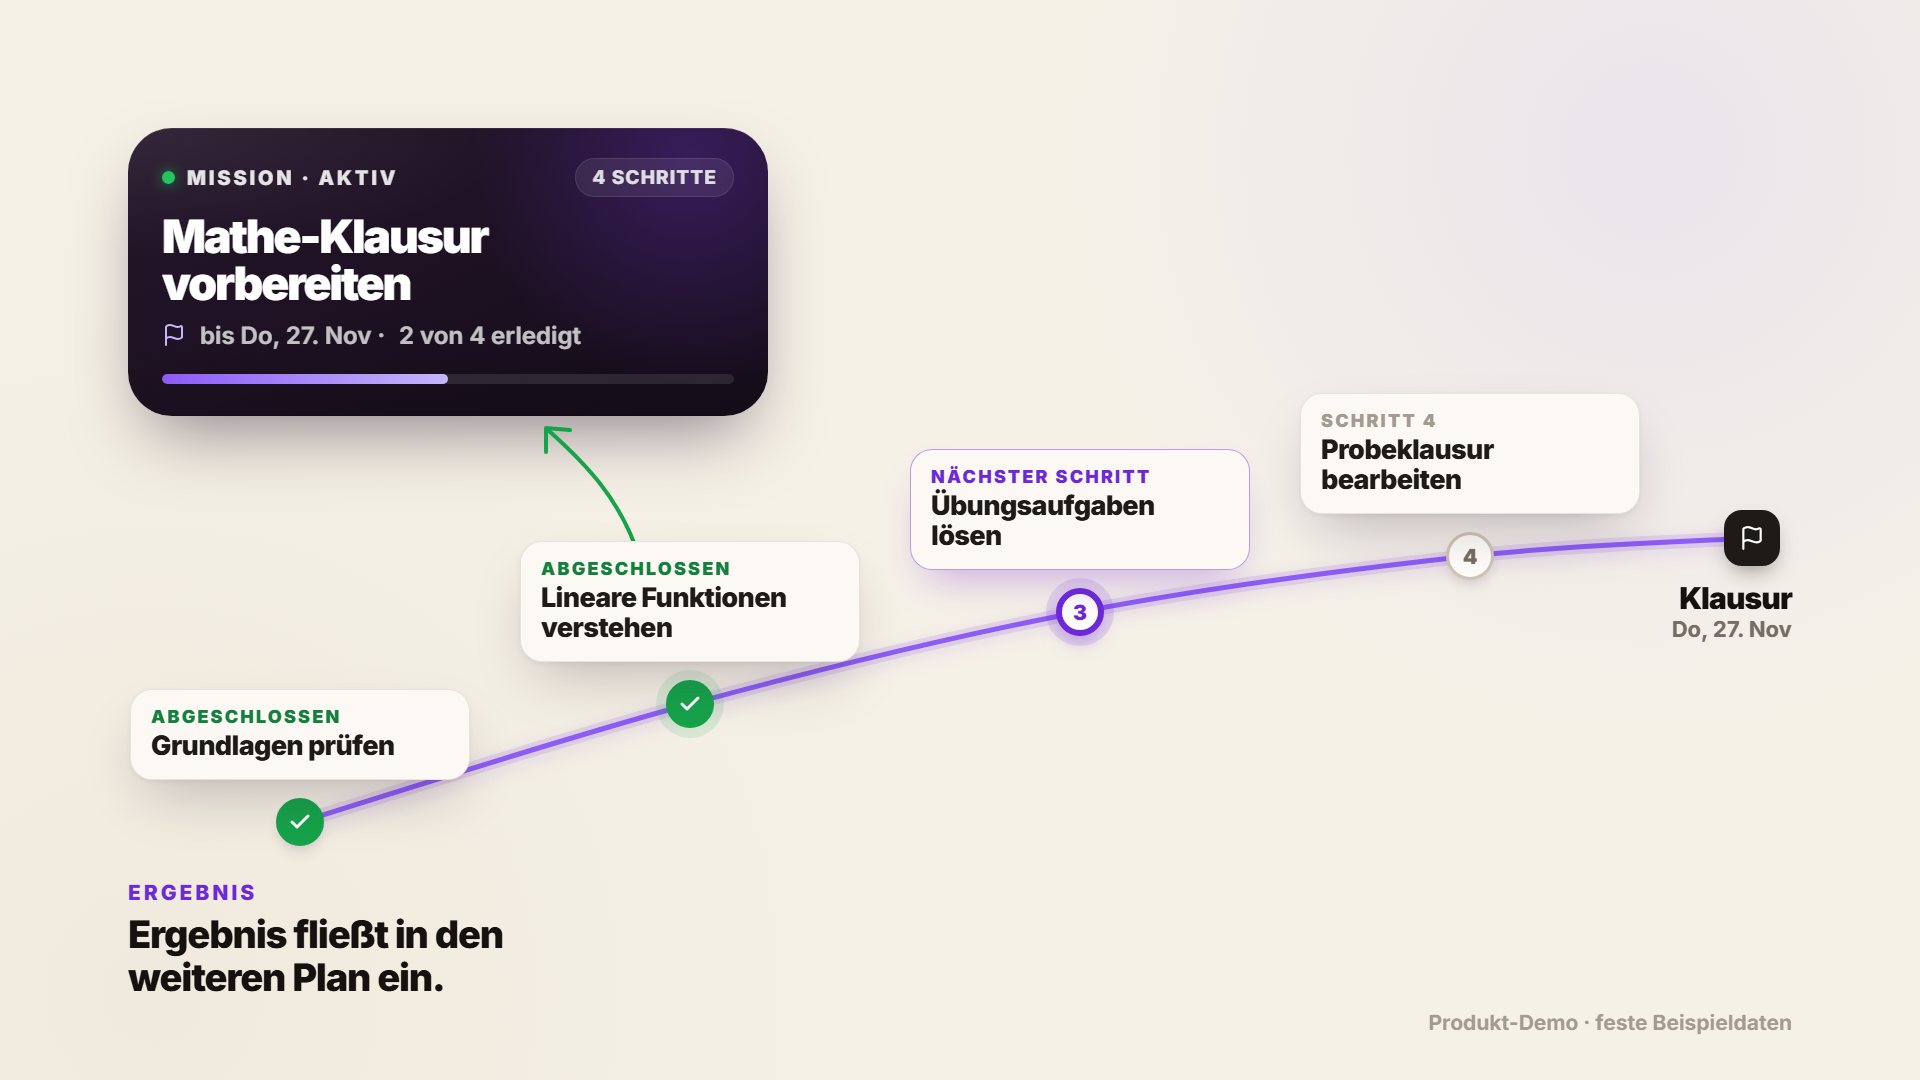 MISSION · AKTIV
4 SCHRITTE
Mathe-Klausur
vorbereiten
bis Do, 27. Nov · 2 von 4 erledigt
SCHRITT 4
Probeklausur
bearbeiten
NÄCHSTER SCHRITT
Übungsaufgaben
lösen
3
4
ABGESCHLOSSEN
Lineare Funktionen
verstehen
Klausur
Do, 27. Nov
ABGESCHLOSSEN
Grundlagen prüfen
ERGEBNIS
Ergebnis fließt in den
weiteren Plan ein.
Produkt-Demo · feste Beispieldaten